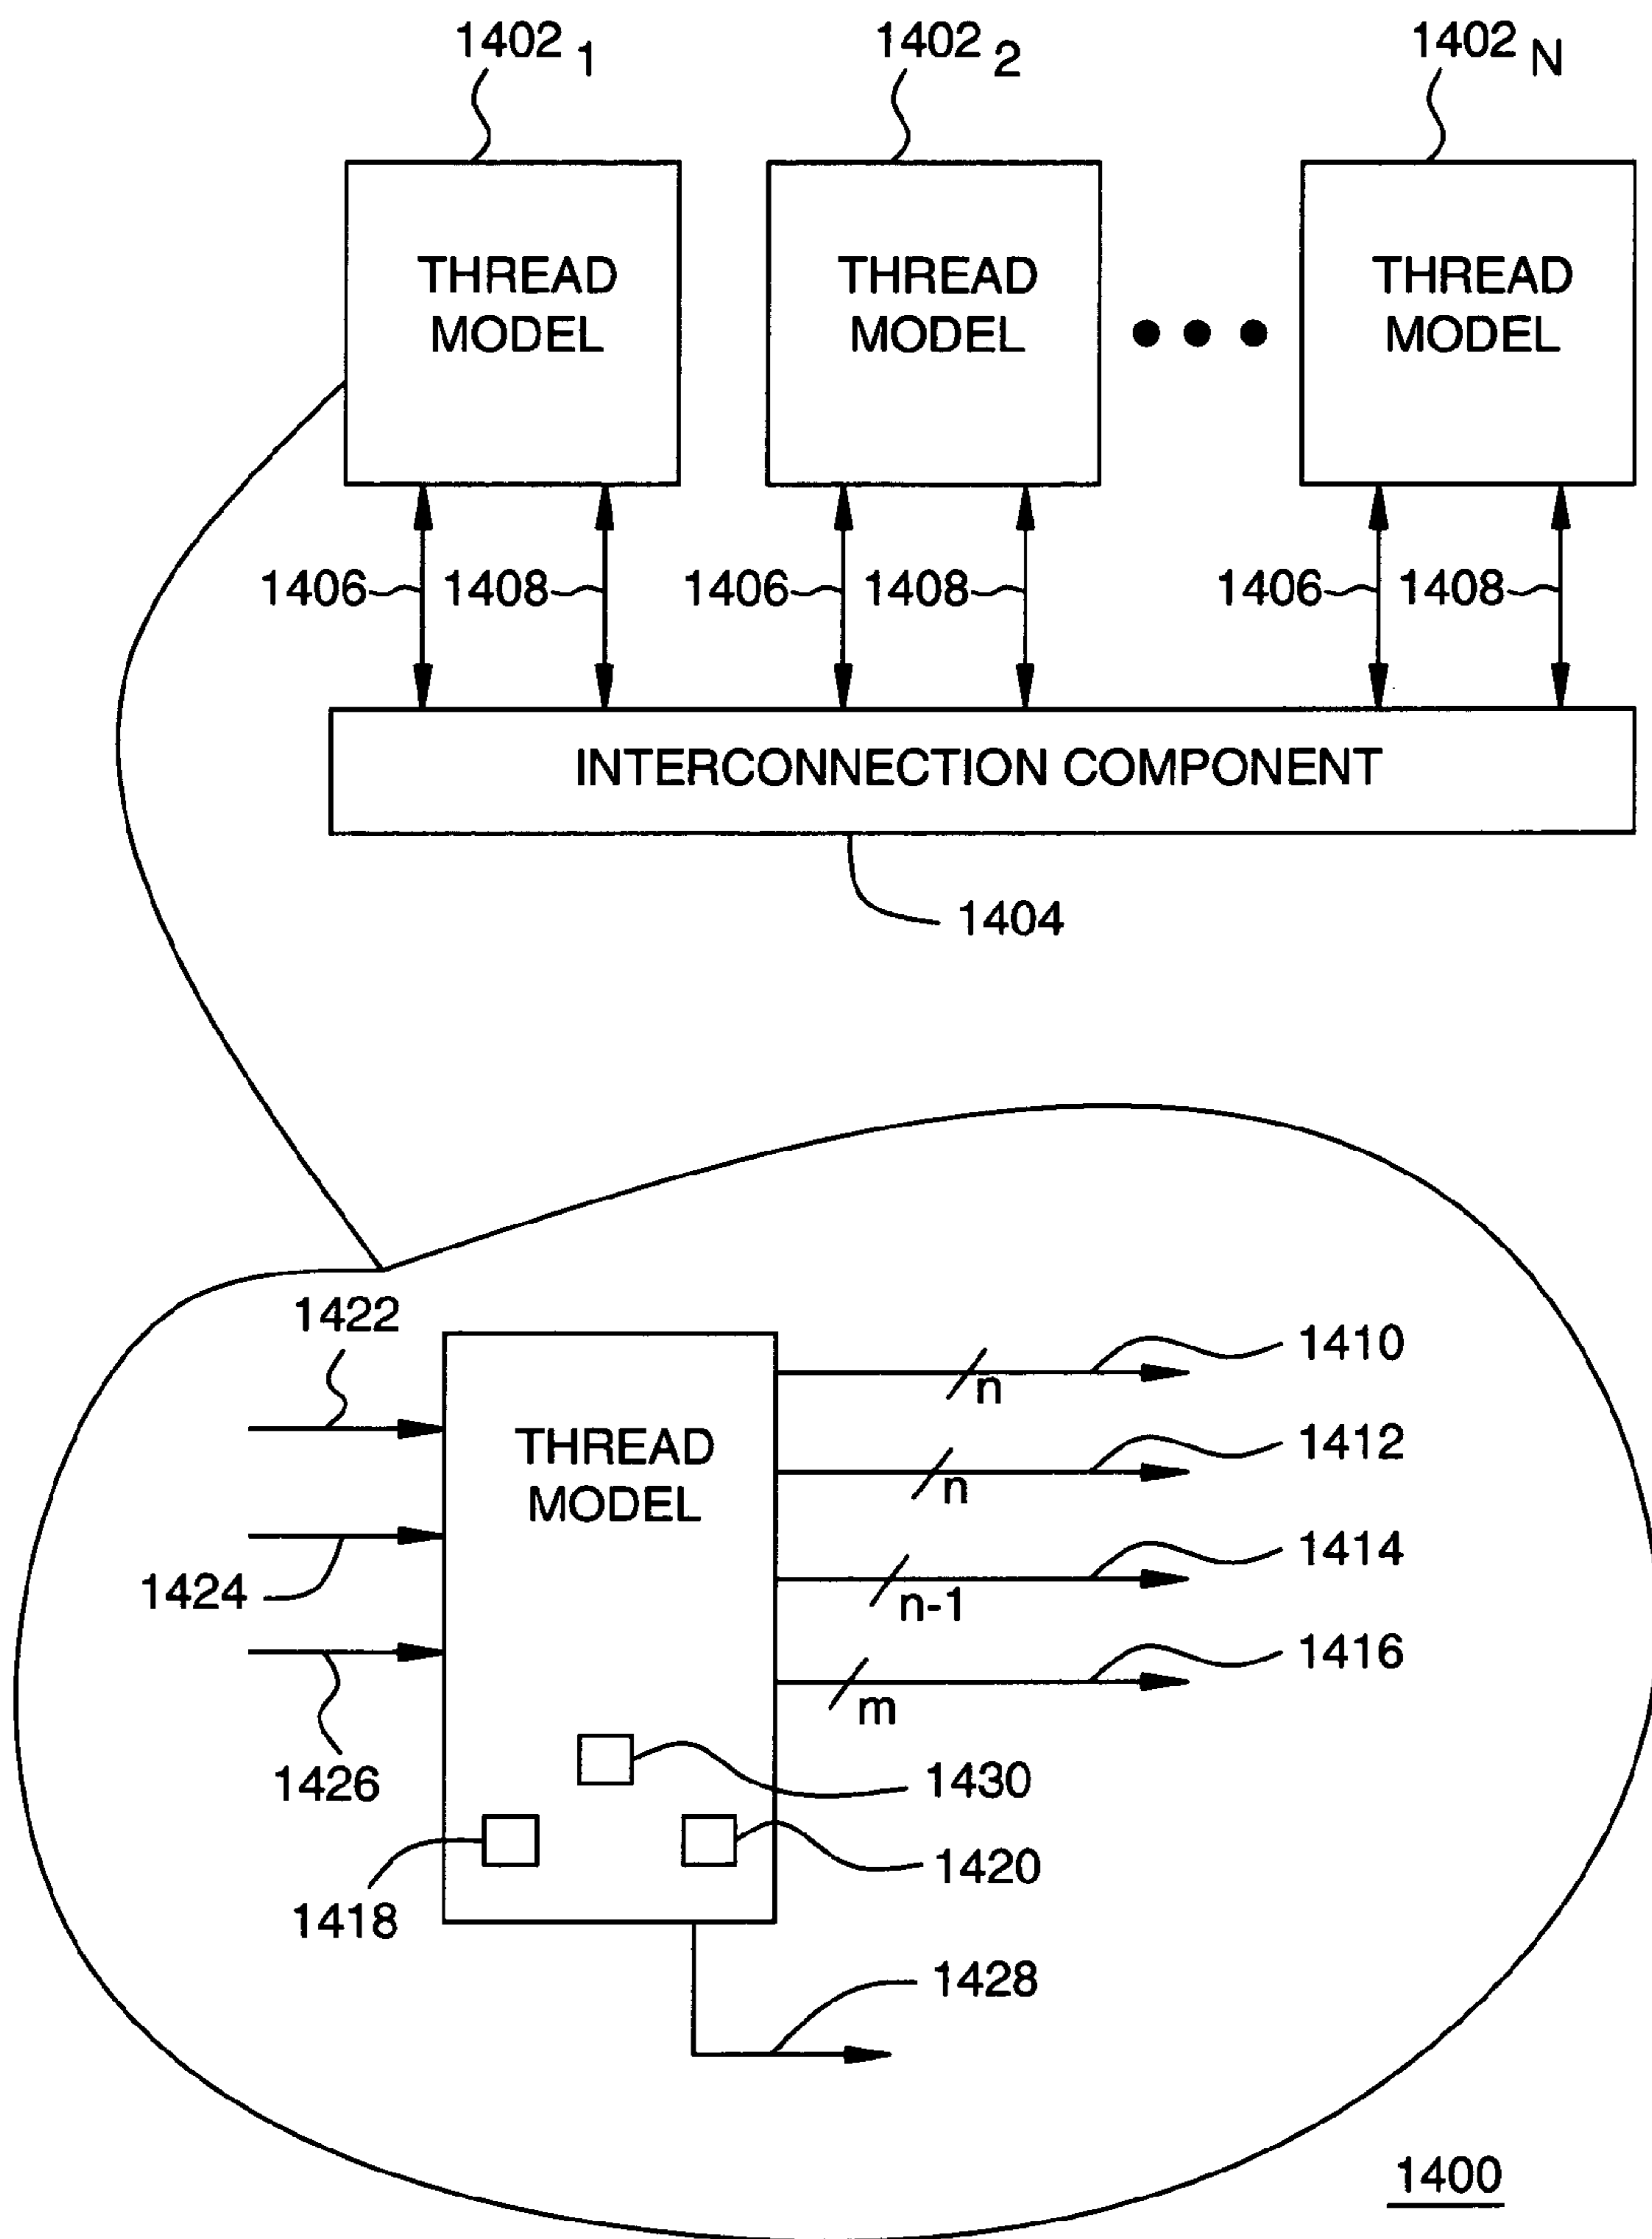 1402 1 1402 2 1402 N
THREAD MODEL
THREAD MODEL
THREAD MODEL
1406 1408 1406 1408 1406 1408
INTERCONNECTION COMPONENT
1404
1422
1410
n
1412
THREAD MODEL
n
1414
1424
n-1
1416
m
1426
1430
1420
1418
1428
1400